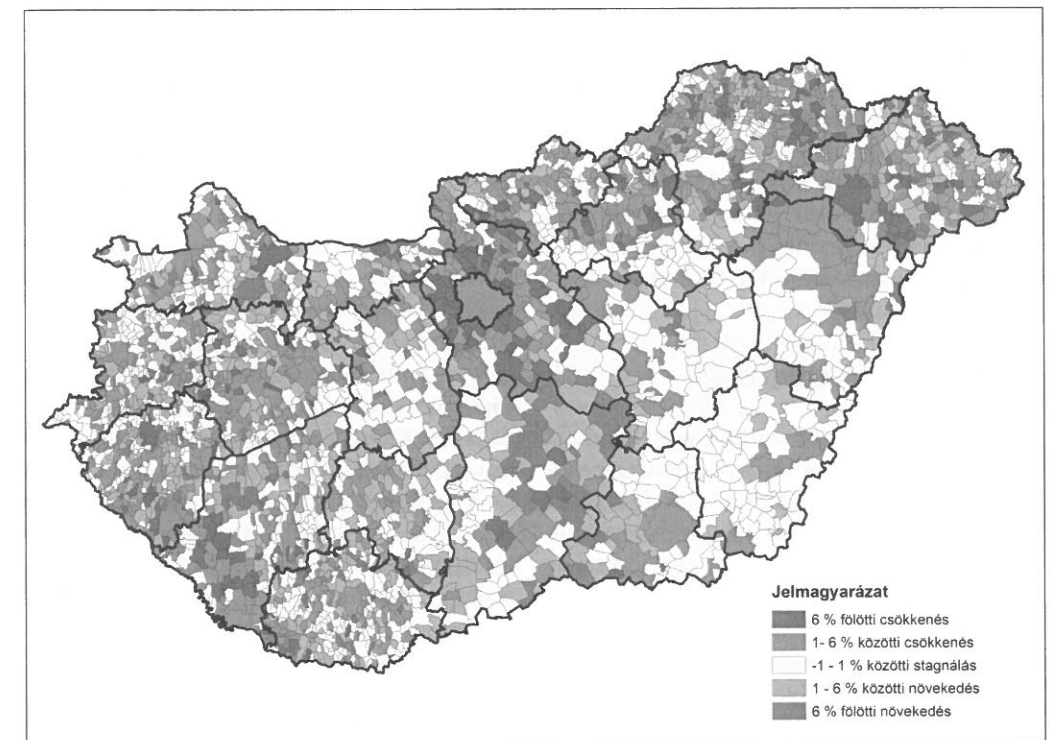 Jelmagyarázat
6 % fölötti csökkenés
1- 6 % közötti csökkenés
-1 - 1 % közötti stagnálás
1 - 6 % közötti növekedés
6 % fölötti növekedés